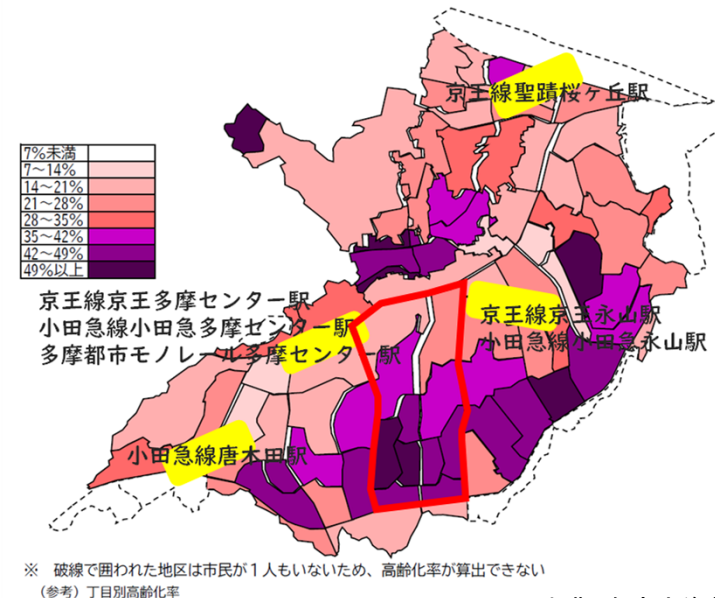 京王線聖蹟桜ヶ丘駅
7%未満
7～14%
14～21%
21～28%
28～35%
35～42%
42～49%
49%以上
京王線京王多摩センター駅
小田急線小田急多摩センター駅
多摩都市モノレール多摩センター駅
京王線京王永山駅
小田急線小田急永山駅
小田急線唐木田駅
※　破線で囲われた地区は市民が１人もいないため、高齢化率が算出できない
（参考）丁目別高齢化率